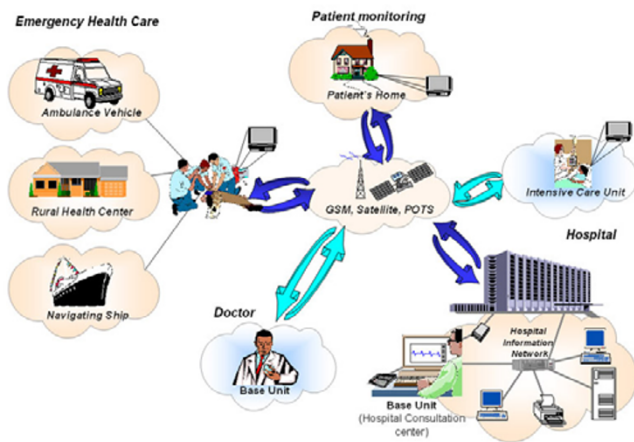 Emergency Health Care
Ambulance Vehicle
Rural Health Center
Navigating Ship
Patient monitoring
Patient's Home
GSM, Satellite, POTS
Intensive Care Unit
Doctor
Base Unit
Hospital
Hospital
Information
Network
Base Unit
(Hospital Consultation
center)